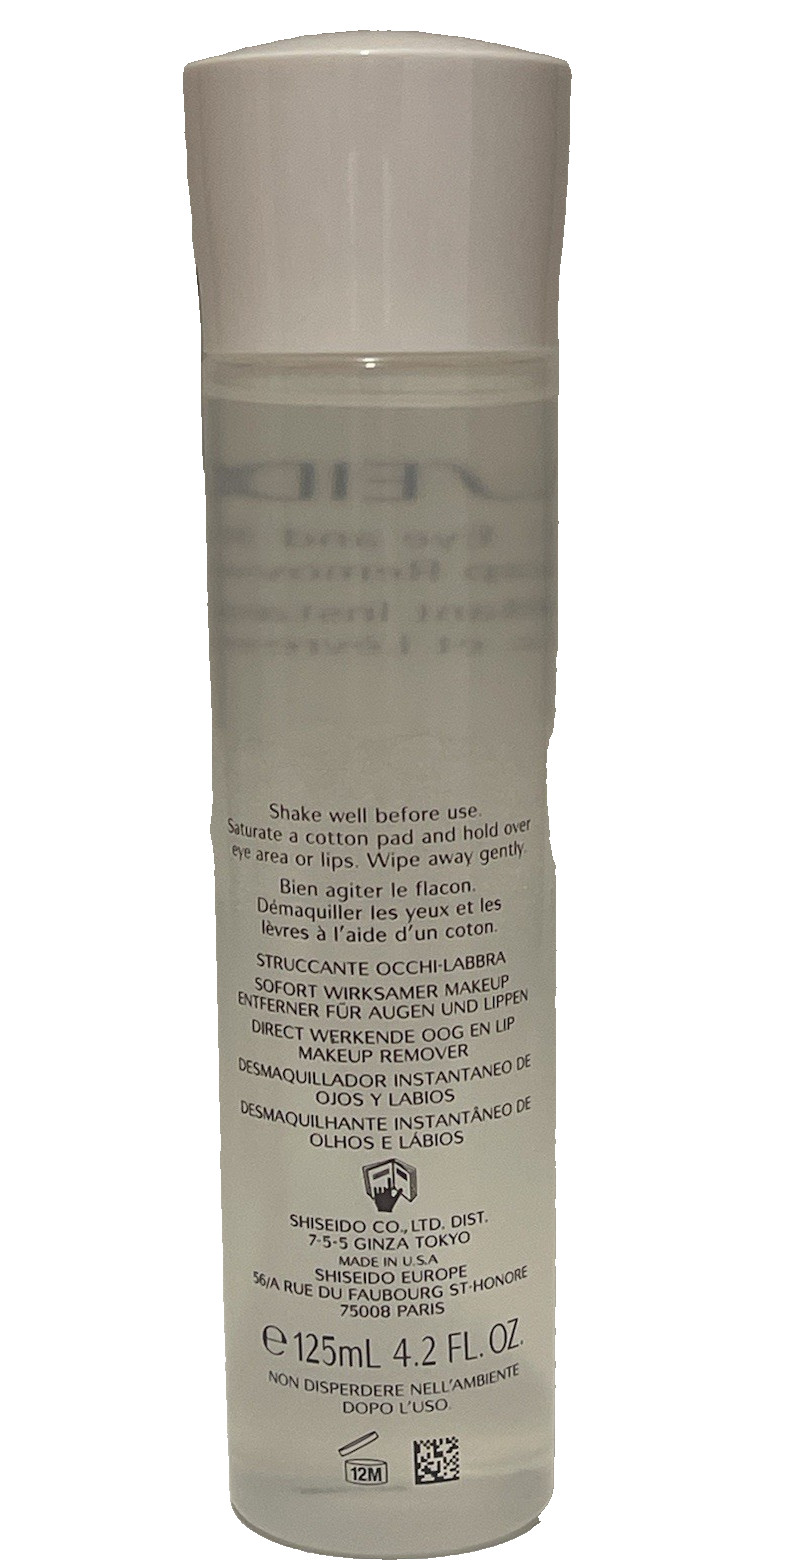 Shake well before use.
Saturate a cotton pad and hold over
eye area or lips. Wipe away gently.
Bien agiter le flacon.
Démaquiller les yeux et les
lèvres à l'aide d'un coton.
STRUCCANTE OCCHI-LABBRA
SOFORT WIRKSAMER MAKEUP
ENTFERNER FÜR AUGEN UND LIPPEN
DIRECT WERKENDE OOG EN LIP
MAKEUP REMOVER
DESMAQUILLADOR INSTANTANEO DE
OJOS Y LABIOS
DESMAQUILHANTE INSTANTÂNEO DE
OLHOS E LÁBIOS
SHISEIDO CO., LTD. DIST.
7-5-5 GINZA TOKYO
MADE IN U.S.A
SHISEIDO EUROPE
56/A RUE DU FAUBOURG ST-HONORE
75008 PARIS
℮ 125mL 4.2 FL. OZ.
NON DISPERDERE NELL'AMBIENTE
DOPO L'USO.
12M